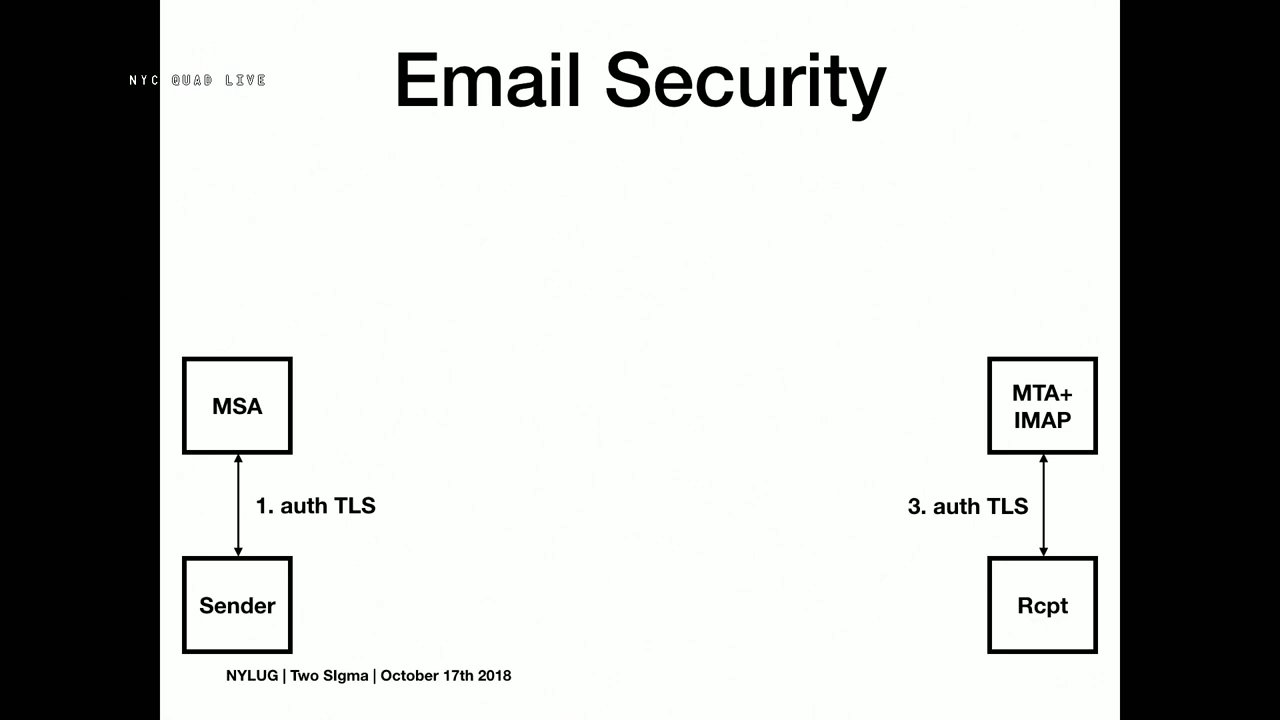 Email Security
NYC QUAD LIVE
MSA
MTA+
IMAP
1. auth TLS
3. auth TLS
Sender
Rcpt
NYLUG | Two SIgma | October 17th 2018